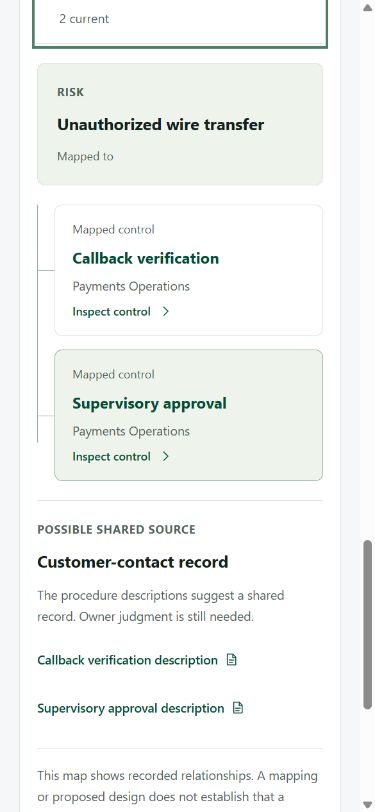 2 current
RISK
Unauthorized wire transfer
Mapped to
Mapped control
Callback verification
Payments Operations
Inspect control
Mapped control
Supervisory approval
Payments Operations
Inspect control
POSSIBLE SHARED SOURCE
Customer-contact record
The procedure descriptions suggest a shared
record. Owner judgment is still needed.
Callback verification description
Supervisory approval description
This map shows recorded relationships. A mapping
or proposed design does not establish that a